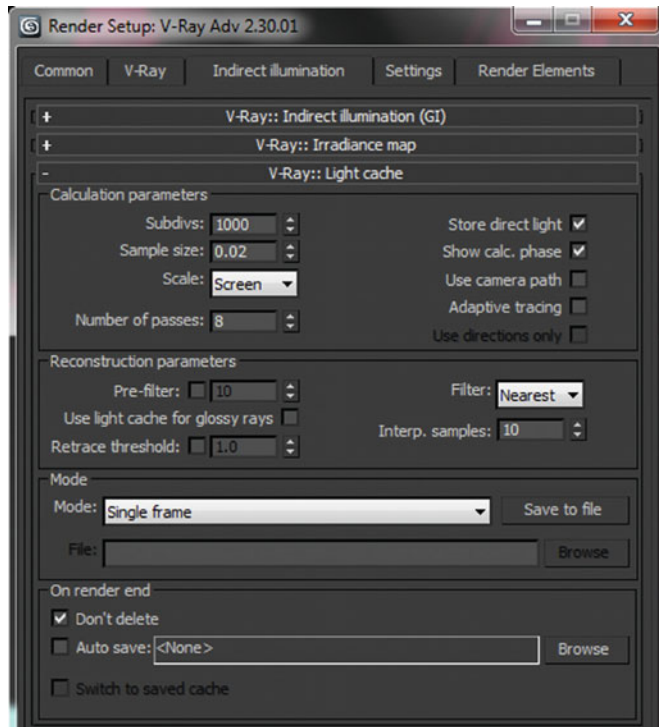 Render Setup: V-Ray Adv 2.30.01
Common V-Ray Indirect illumination Settings Render Elements
+ V-Ray:: Indirect illumination (GI)
+ V-Ray:: Irradiance map
- V-Ray:: Light cache
Calculation parameters
Subdivs: 1000 Store direct light
Sample size: 0.02 Show calc. phase
Scale: Screen Use camera path
Adaptive tracing
Number of passes: 8
Use directions only
Reconstruction parameters
Pre-filter: 10 Filter: Nearest
Use light cache for glossy rays
Interp. samples: 10
Retrace threshold: 1.0
Mode
Mode: Single frame Save to file
File: Browse
On render end
Don't delete
Auto save: <None> Browse
Switch to saved cache